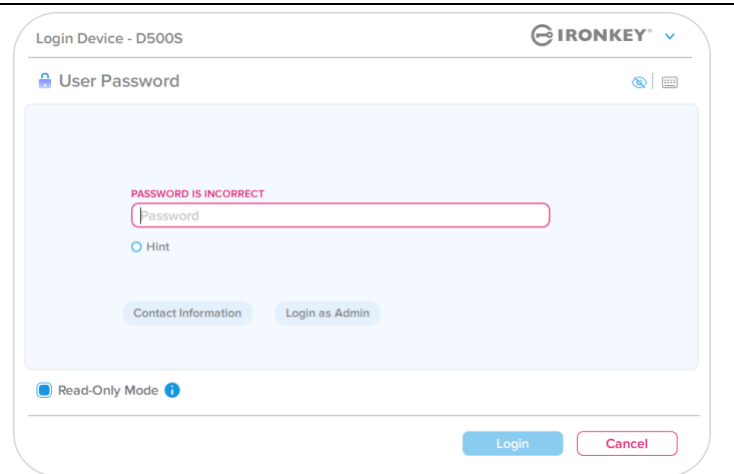 Login Device - D500S
IRONKEY™
User Password
PASSWORD IS INCORRECT
Password
Hint
Contact Information
Login as Admin
Read-Only Mode
Login
Cancel